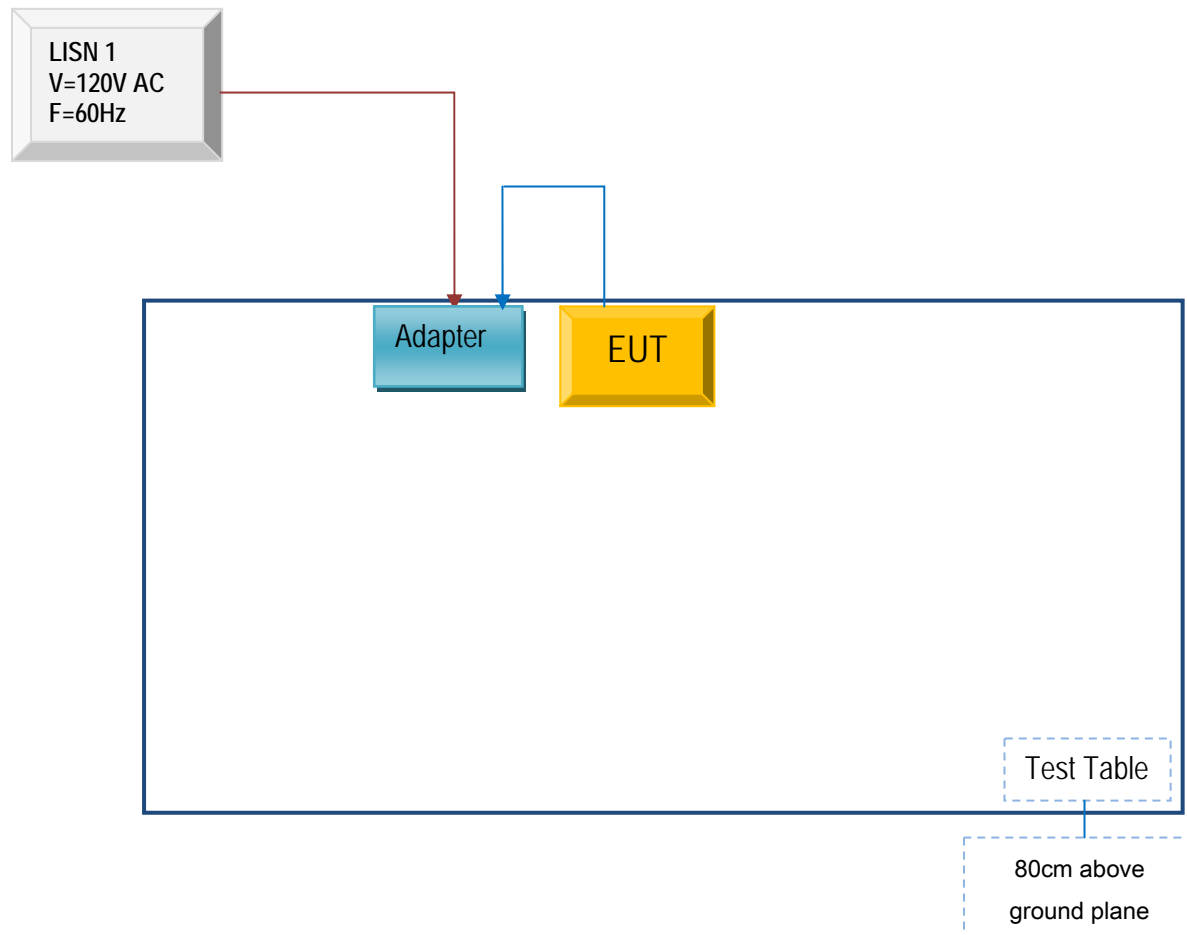 LISN 1
V=120V AC
F=60Hz
Adapter
EUT
Test Table
80cm above
ground plane